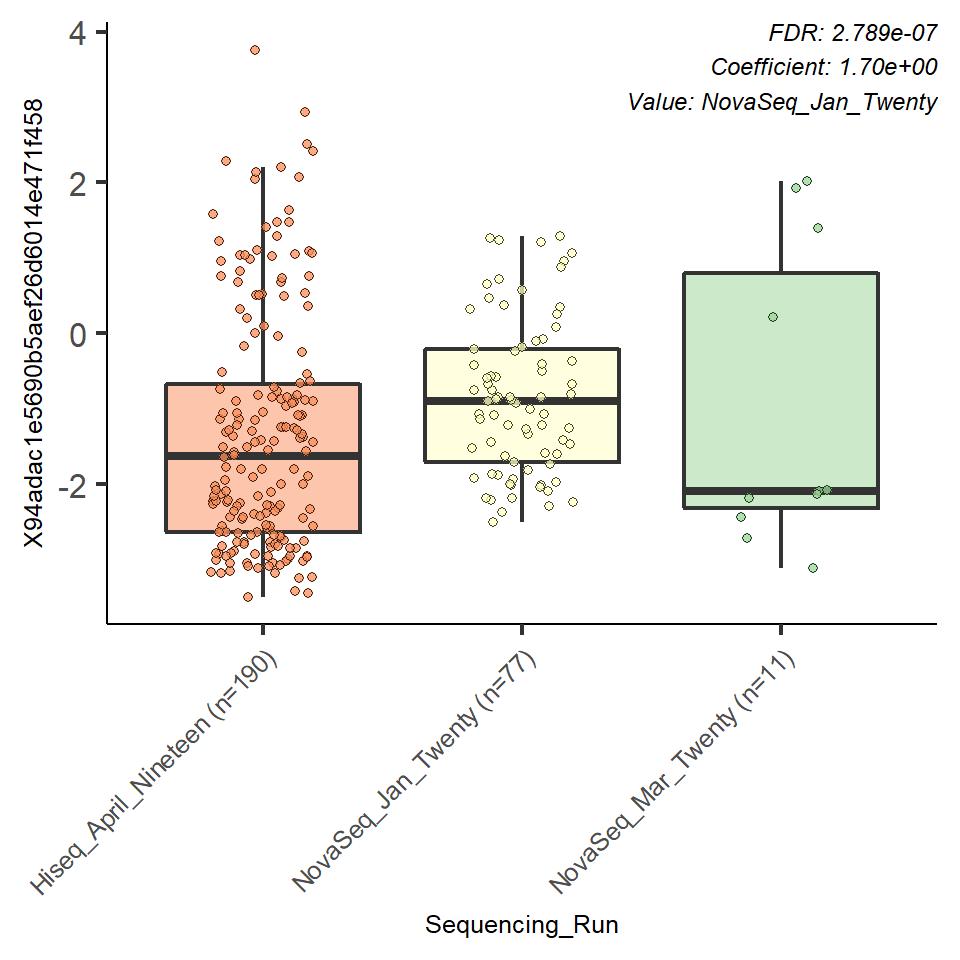 FDR: 2.789e-07
Coefficient: 1.70e+00
Value: NovaSeq_Jan_Twenty
4
2
0
-2
X94adac1e5690b5aef26d6014e471f458
Hiseq_April_Nineteen (n=190)
NovaSeq_Jan_Twenty (n=77)
NovaSeq_Mar_Twenty (n=11)
Sequencing_Run